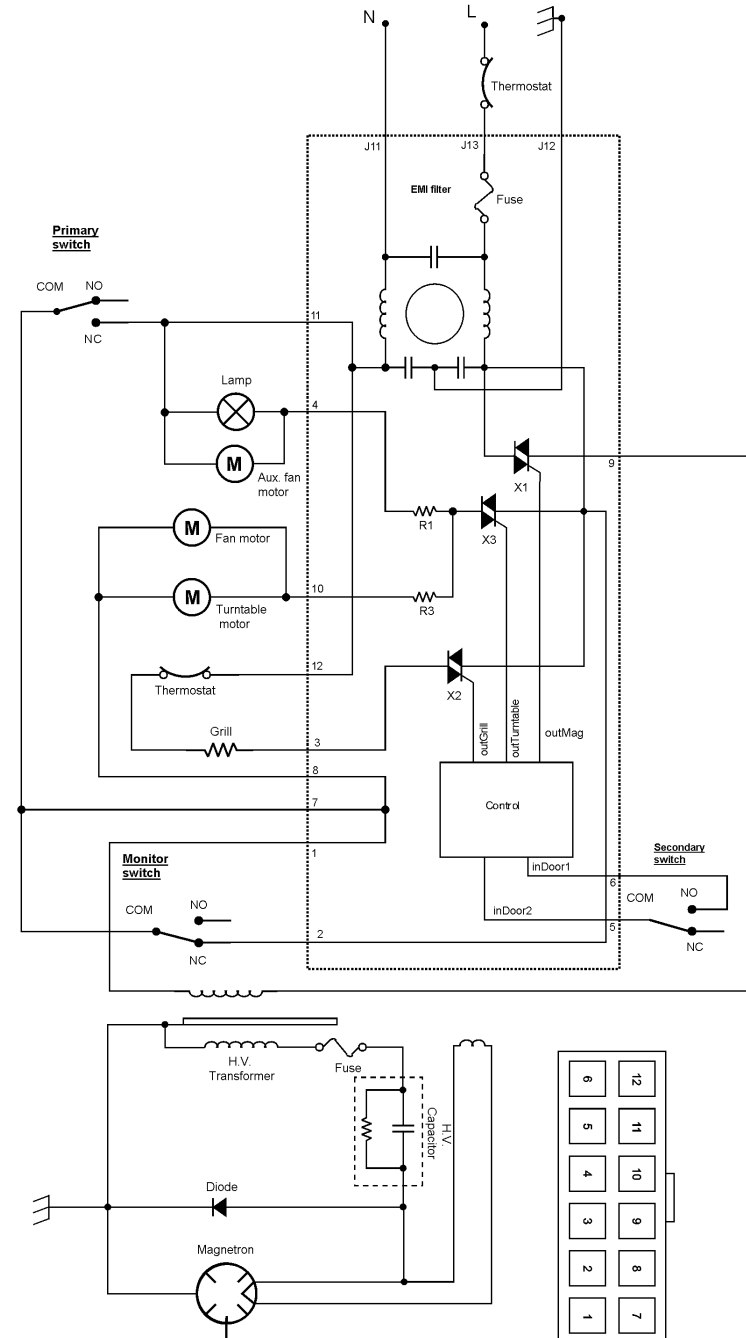 N
L
Thermostat
J11
J13
J12
EMI filter
Fuse
Primary
switch
COM
NO
NC
11
Lamp
4
M
Aux. fan
motor
9
X1
M
Fan motor
R1
X3
10
M
Turntable
motor
R3
12
Thermostat
X2
Grill
3
outGrill
outTurntable
outMag
8
7
Control
1
Monitor
switch
inDoor1
6
Secondary
switch
COM
NO
NC
inDoor2
5
COM
NO
NC
2
H.V.
Transformer
Fuse
H.V.
Capacitor
Diode
Magnetron
6
12
5
11
4
10
3
9
2
8
1
7